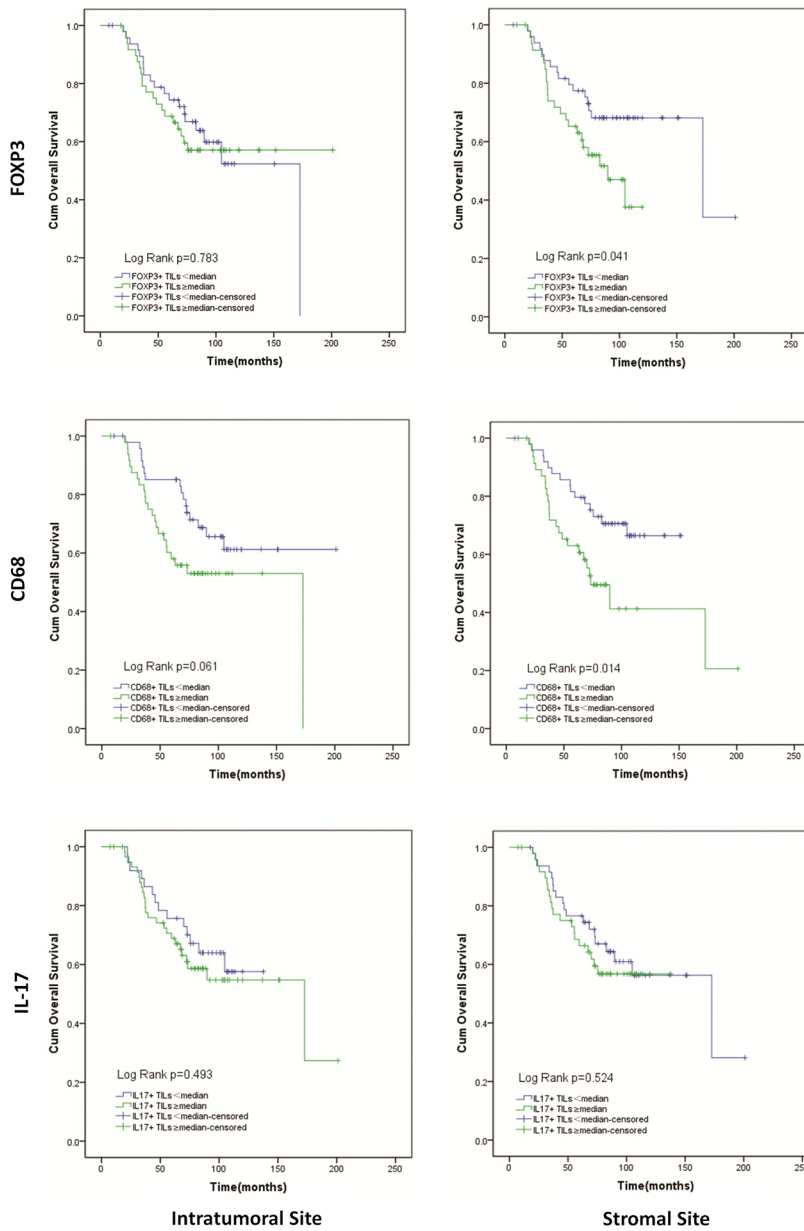 FOXP3
Cum Overall Survival
1.0
0.8
0.6
0.4
0.2
0.0
Log Rank p=0.783
FOXP3+ TILs<median
FOXP3+ TILs≥median
FOXP3+ TILs<median-censored
FOXP3+ TILs≥median-censored
0 50 100 150 200 250
Time(months)
Cum Overall Survival
1.0
0.8
0.6
0.4
0.2
0.0
Log Rank p=0.041
FOXP3+ TILs<median
FOXP3+ TILs≥median
FOXP3+ TILs<median-censored
FOXP3+ TILs≥median-censored
0 50 100 150 200 250
Time(months)
CD68
Cum Overall Survival
1.0
0.8
0.6
0.4
0.2
0.0
Log Rank p=0.061
CD68+ TILs<median
CD68+ TILs≥median
CD68+ TILs<median-censored
CD68+ TILs≥median-censored
0 50 100 150 200 250
Time(months)
Cum Overall Survival
1.0
0.8
0.6
0.4
0.2
0.0
Log Rank p=0.014
CD68+ TILs<median
CD68+ TILs≥median
CD68+ TILs<median-censored
CD68+ TILs≥median-censored
0 50 100 150 200 250
Time(months)
IL-17
Cum Overall Survival
1.0
0.8
0.6
0.4
0.2
0.0
Log Rank p=0.493
IL17+ TILs<median
IL17+ TILs≥median
IL17+ TILs<median-censored
IL17+ TILs≥median-censored
0 50 100 150 200 250
Time(months)
Cum Overall Survival
1.0
0.8
0.6
0.4
0.2
0.0
Log Rank p=0.524
IL17+ TILs<median
IL17+ TILs≥median
IL17+ TILs<median-censored
IL17+ TILs≥median-censored
0 50 100 150 200 250
Time(months)
Intratumoral Site
Stromal Site